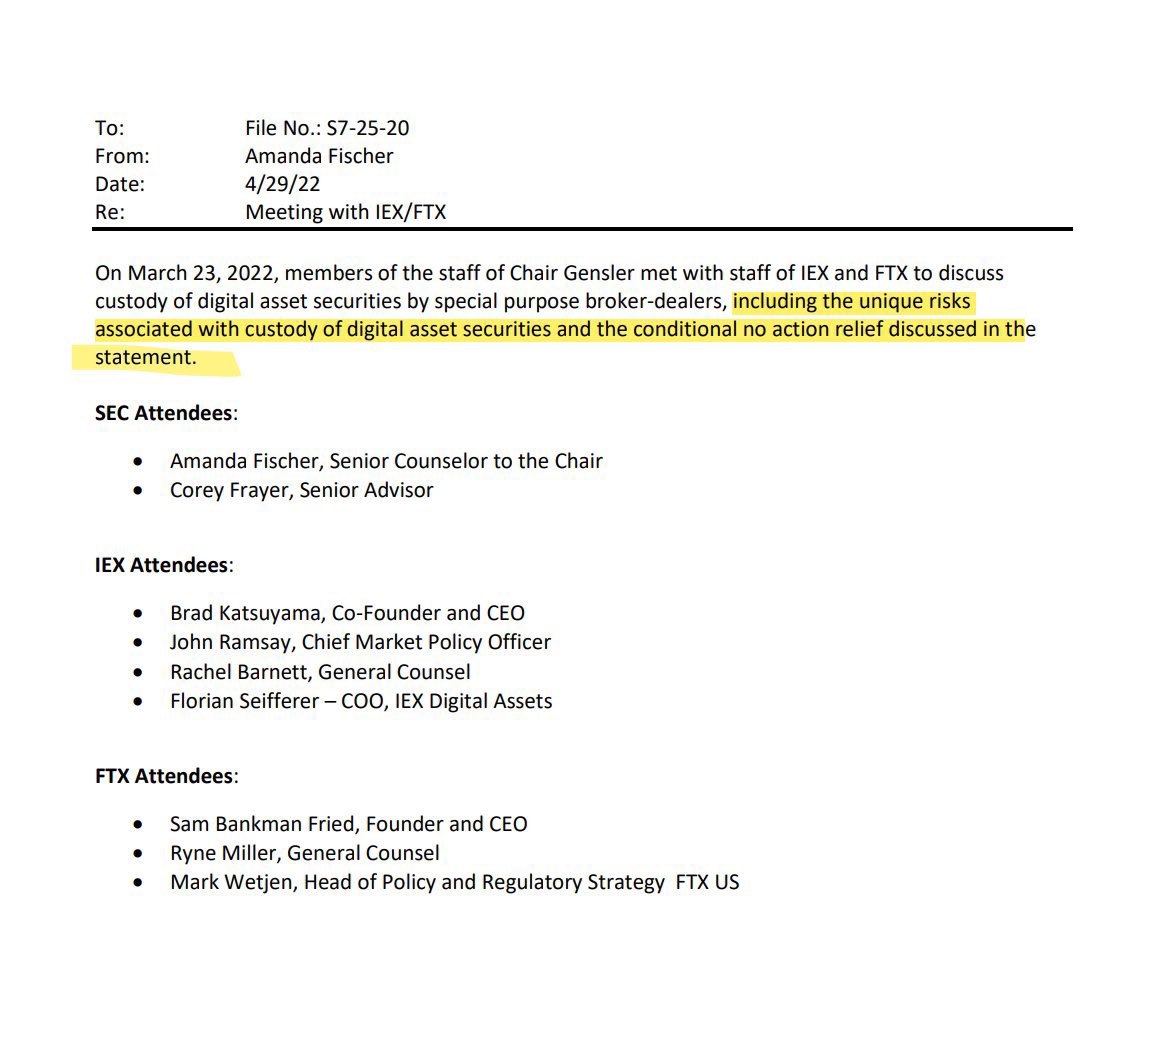 To: File No.: S7-25-20
From: Amanda Fischer
Date: 4/29/22
Re: Meeting with IEX/FTX
On March 23, 2022, members of the staff of Chair Gensler met with staff of IEX and FTX to discuss
custody of digital asset securities by special purpose broker-dealers, including the unique risks
associated with custody of digital asset securities and the conditional no action relief discussed in the
statement.
SEC Attendees:
• Amanda Fischer, Senior Counselor to the Chair
• Corey Frayer, Senior Advisor
IEX Attendees:
• Brad Katsuyama, Co-Founder and CEO
• John Ramsay, Chief Market Policy Officer
• Rachel Barnett, General Counsel
• Florian Seifferer – COO, IEX Digital Assets
FTX Attendees:
• Sam Bankman Fried, Founder and CEO
• Ryne Miller, General Counsel
• Mark Wetjen, Head of Policy and Regulatory Strategy  FTX US